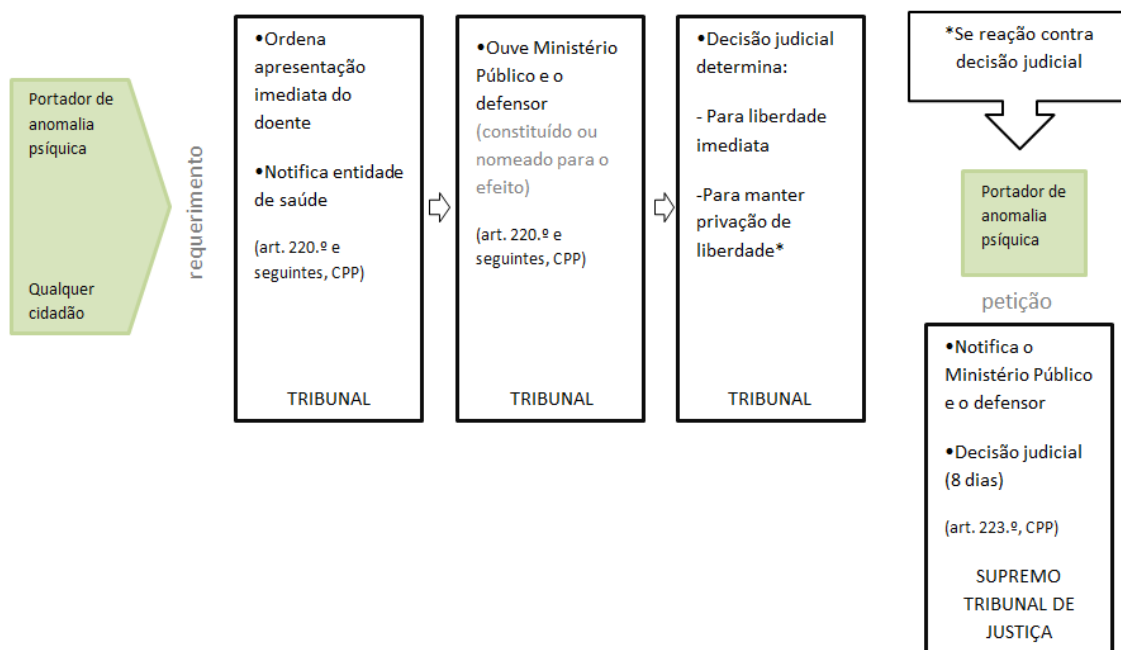 Portador de
anomalia
psíquica
Qualquer
cidadão
requerimento
•Ordena
apresentação
imediata do
doente
•Notifica entidade
de saúde
(art. 220.º e
seguintes, CPP)
TRIBUNAL
•Ouve Ministério
Público e o
defensor
(constituído ou
nomeado para o
efeito)
(art. 220.º e
seguintes, CPP)
TRIBUNAL
•Decisão judicial
determina:
- Para liberdade
imediata
-Para manter
privação de
liberdade*
TRIBUNAL
*Se reação contra
decisão judicial
Portador de
anomalia
psíquica
petição
•Notifica o
Ministério Público
e o defensor
•Decisão judicial
(8 dias)
(art. 223.º, CPP)
SUPREMO
TRIBUNAL DE
JUSTIÇA